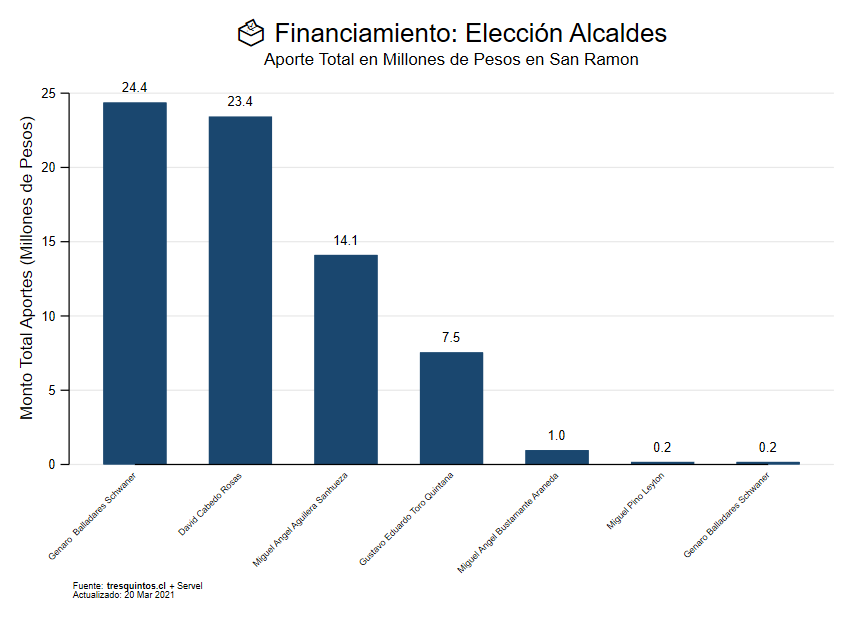 Financiamiento: Elección Alcaldes
Aporte Total en Millones de Pesos en San Ramon
Monto Total Aportes (Millones de Pesos)
25
20
15
10
5
0
24.4
23.4
14.1
7.5
1.0
0.2
0.2
Genaro  Balladares Schwaner
David Cabedo Rosas
Miguel Angel Aguilera Sanhueza
Gustavo Eduardo Toro Quintana
Miguel Angel Bustamante Araneda
Miguel Pino Leyton
Genaro Balladares Schwaner
Fuente: tresquintos.cl + Servel
Actualizado: 20 Mar 2021